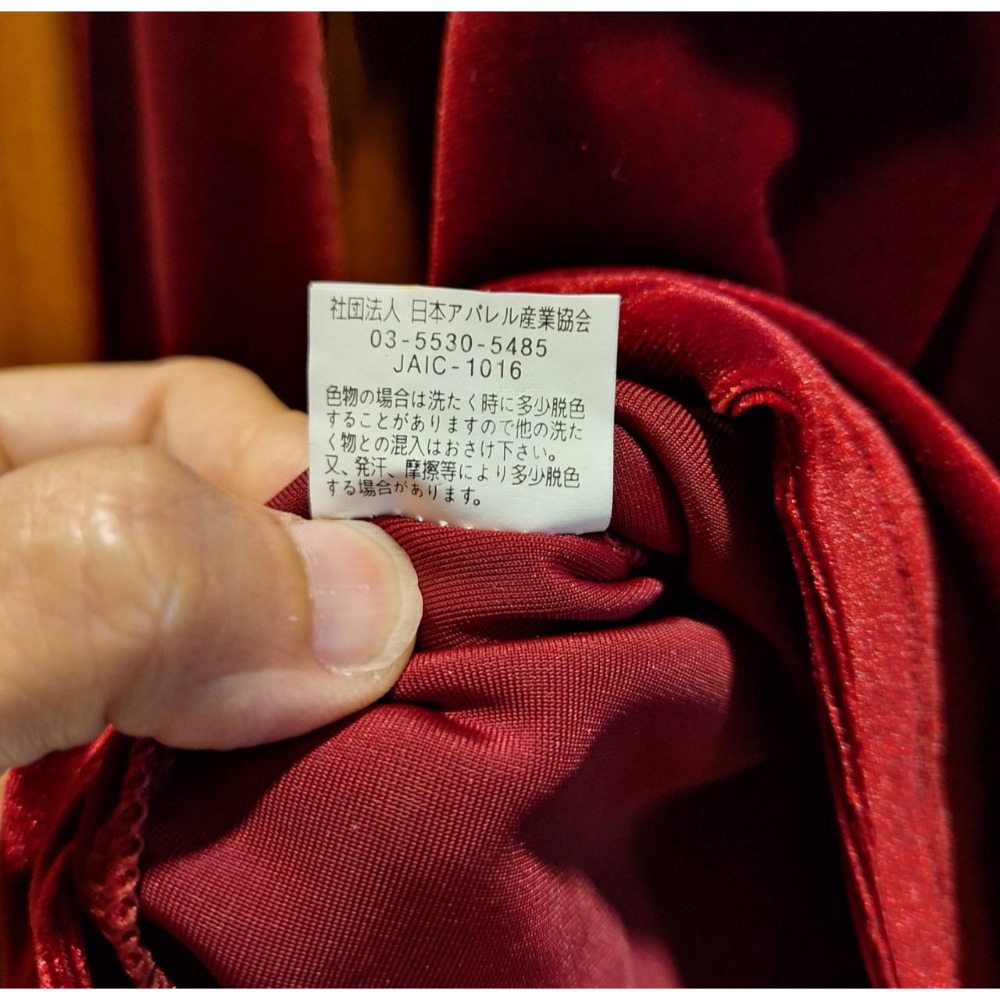 社団法人 日本アパレル産業協会
03-5530-5485
JAIC-1016
色物の場合は洗たく時に多少脱色
することがありますので他の洗た
く物との混入はおさけ下さい。
又、発汗、摩擦等により多少脱色
する場合があります。